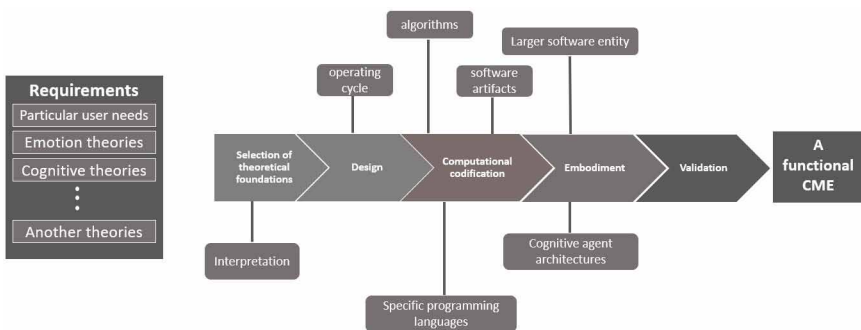 Requirements
Particular user needs
Emotion theories
Cognitive theories
Another theories
algorithms
operating
cycle
software
artifacts
Larger software entity
Selection of
theoretical
foundations
Design
Computational
codification
Embodiment
Validation
A
functional
CME
Interpretation
Specific programming
languages
Cognitive agent
architectures